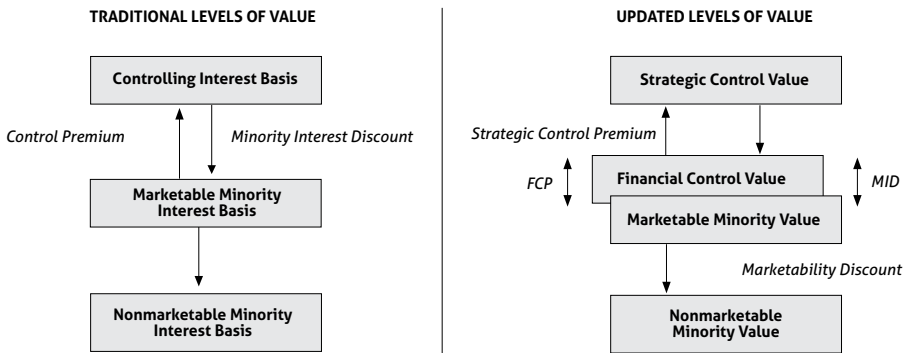 TRADITIONAL LEVELS OF VALUE
Controlling Interest Basis
Control Premium
Minority Interest Discount
Marketable Minority
Interest Basis
Nonmarketable Minority
Interest Basis
UPDATED LEVELS OF VALUE
Strategic Control Value
Strategic Control Premium
FCP
Financial Control Value
MID
Marketable Minority Value
Marketability Discount
Nonmarketable
Minority Value